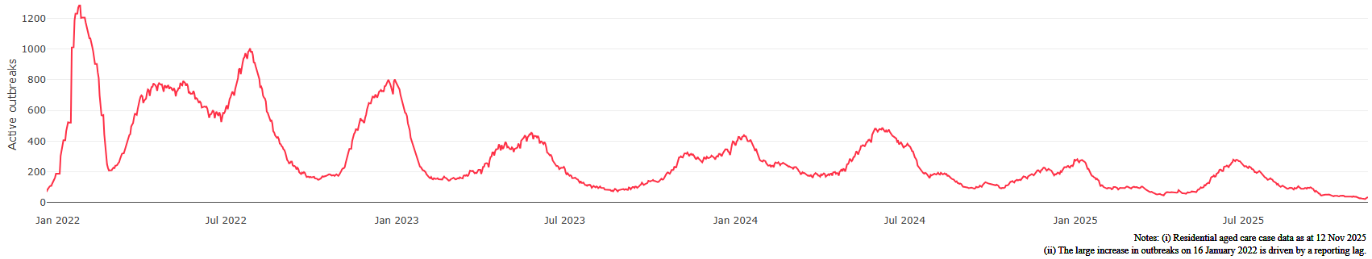 Active outbreaks
1200
1000
800
600
400
200
0
Jan 2022 Jul 2022 Jan 2023 Jul 2023 Jan 2024 Jul 2024 Jan 2025 Jul 2025
Notes: (i) Residential aged care case data as at 12 Nov 2025
(ii) The large increase in outbreaks on 16 January 2022 is driven by a reporting lag.